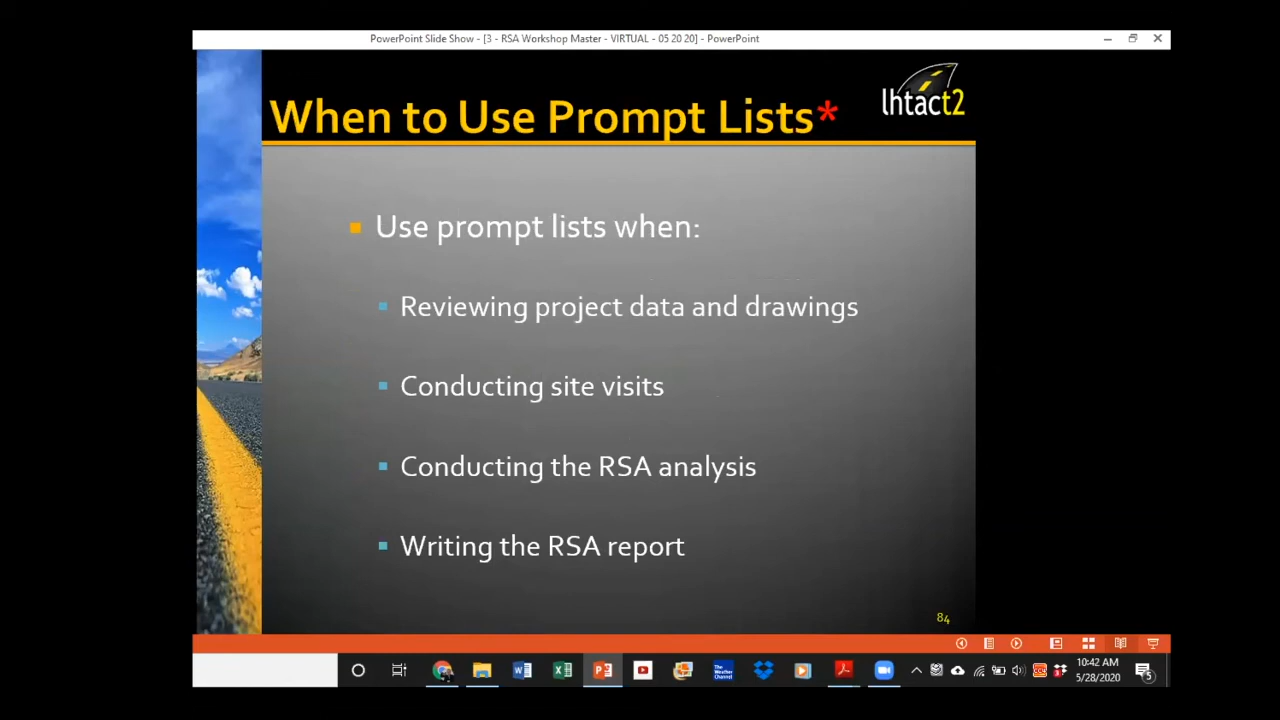 PowerPoint Slide Show - [3 - RSA Workshop Master - VIRTUAL - 05 20 20] - PowerPoint
lhtact2
When to Use Prompt Lists*
Use prompt lists when:
Reviewing project data and drawings
Conducting site visits
Conducting the RSA analysis
Writing the RSA report
84
10:42 AM
5/28/2020
5